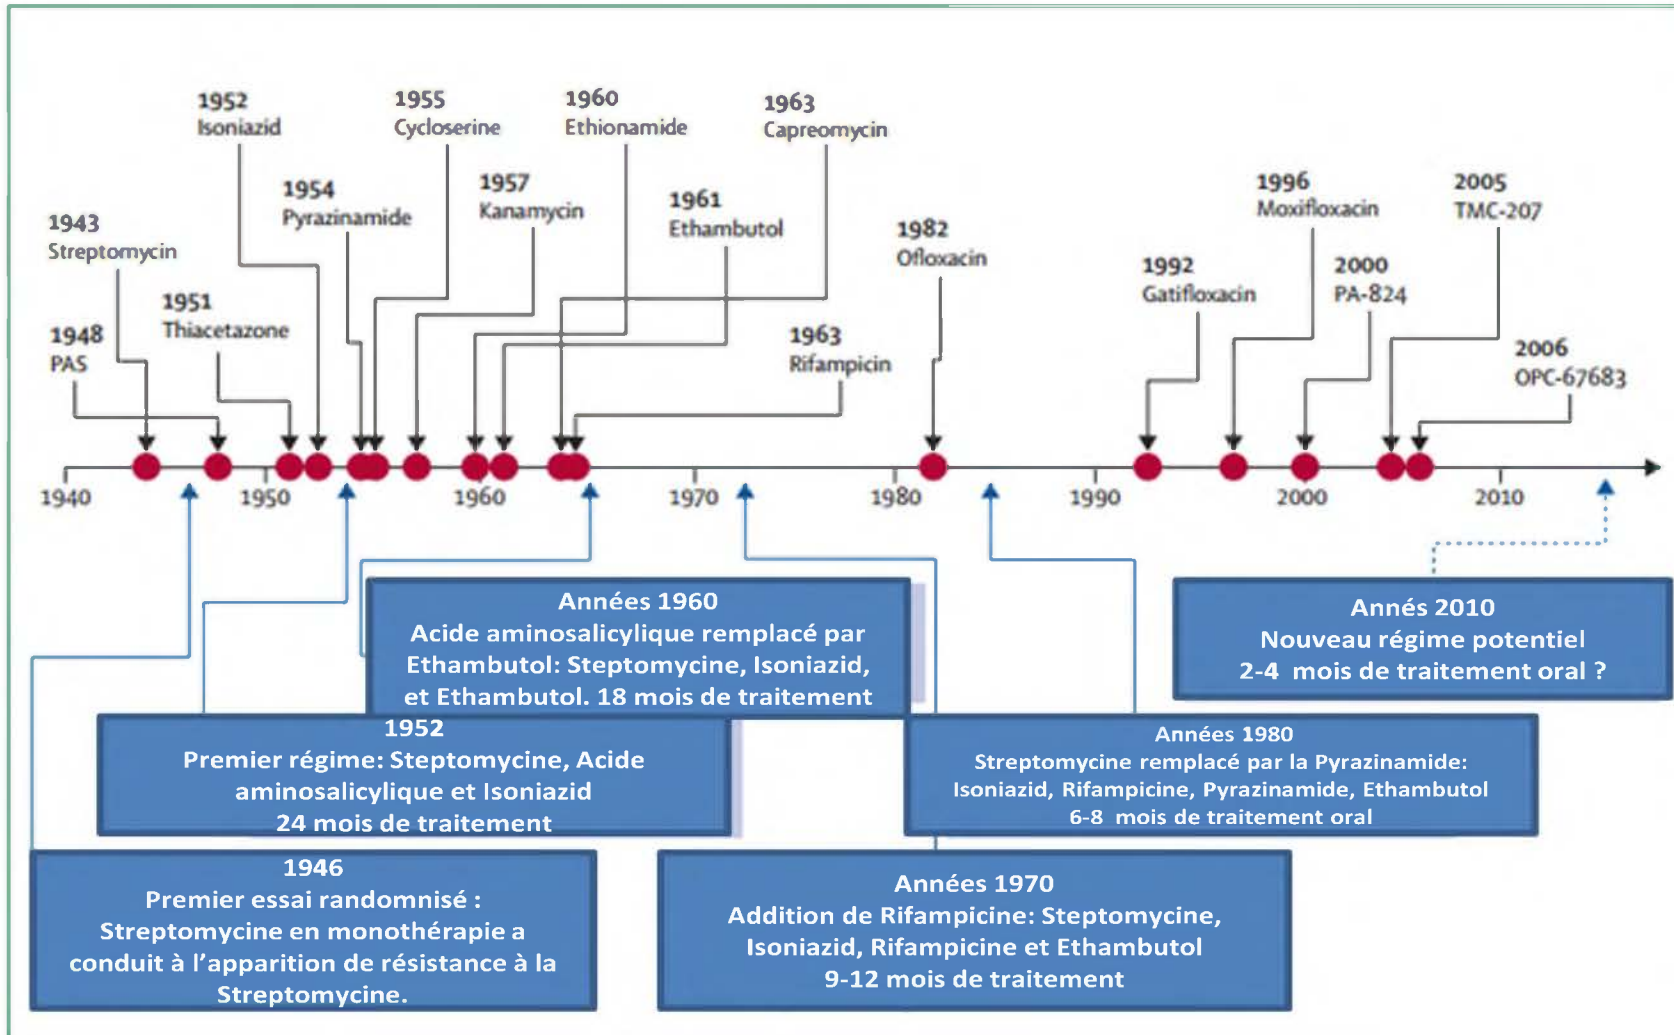 1952
Isoniazid
1955
Cycloserine
1960
Ethionamide
1963
Capreomycin
1954
Pyrazinamide
1957
Kanamycin
1961
Ethambutol
1996
Moxifloxacin
2005
TMC-207
1943
Streptomycin
1982
Ofloxacin
1992
Gatifloxacin
2000
PA-824
1951
Thiacetazone
1948
PAS
1963
Rifampicin
2006
OPC-67683
1940
1950
1960
1970
1980
1990
2000
2010
Années 1960
Acide aminosalicylique remplacé par
Ethambutol: Steptomycine, Isoniazid,
et Ethambutol. 18 mois de traitement
Annés 2010
Nouveau régime potentiel
2-4 mois de traitement oral ?
1952
Premier régime: Steptomycine, Acide
aminosalicylique et Isoniazid
24 mois de traitement
Années 1980
Streptomycine remplacé par la Pyrazinamide:
Isoniazid, Rifampicine, Pyrazinamide, Ethambutol
6-8 mois de traitement oral
1946
Premier essai randomnisé :
Streptomycine en monothérapie a
conduit à l’apparition de résistance à la
Streptomycine.
Années 1970
Addition de Rifampicine: Steptomycine,
Isoniazid, Rifampicine et Ethambutol
9-12 mois de traitement